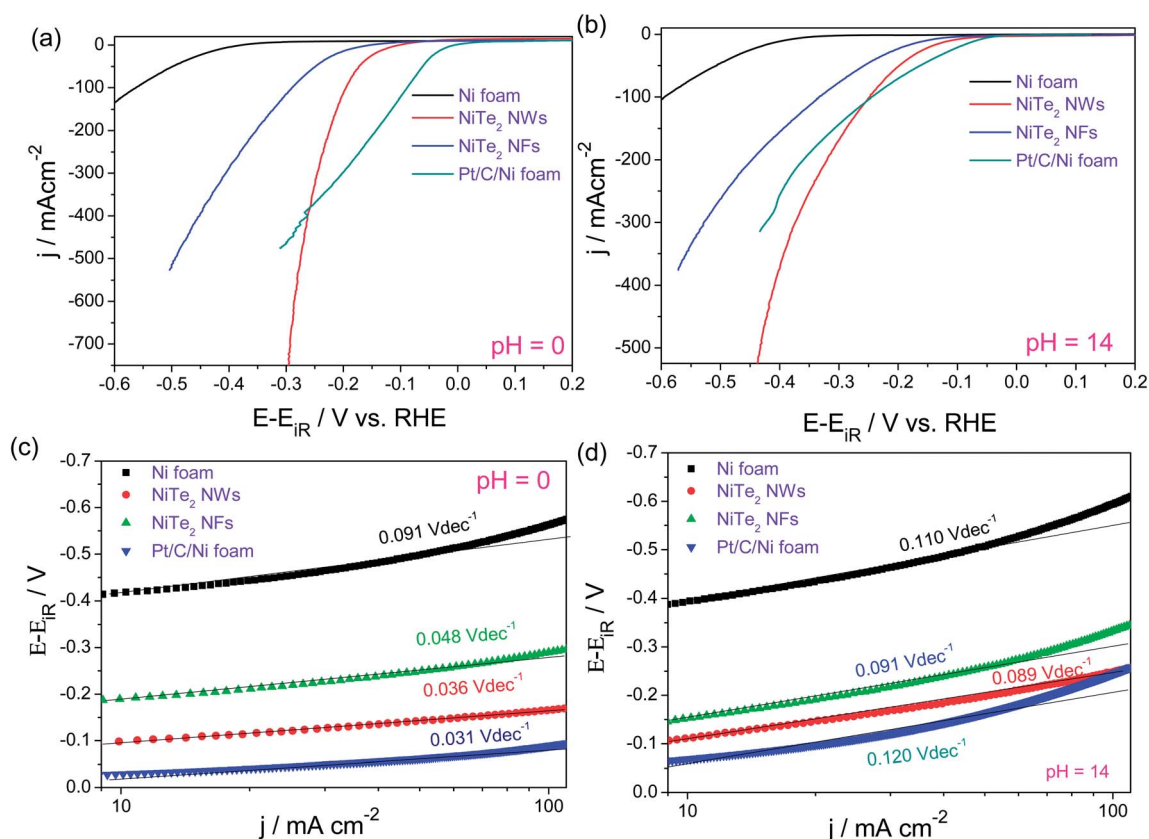 (a)
0
-100
-200
-300
-400
-500
-600
-700
j / mAcm⁻²
Ni foam
NiTe₂ NWs
NiTe₂ NFs
Pt/C/Ni foam
pH = 0
-0.6 -0.5 -0.4 -0.3 -0.2 -0.1 0.0 0.1 0.2
E-E_iR / V vs. RHE
(b)
0
-100
-200
-300
-400
-500
j / mAcm⁻²
Ni foam
NiTe₂ NWs
NiTe₂ NFs
Pt/C/Ni foam
pH = 14
-0.6 -0.5 -0.4 -0.3 -0.2 -0.1 0.0 0.1 0.2
E-E_iR / V vs. RHE
(c)
-0.7
-0.6
-0.5
-0.4
-0.3
-0.2
-0.1
0.0
E-E_iR / V
Ni foam
NiTe₂ NWs
NiTe₂ NFs
Pt/C/Ni foam
pH = 0
0.091 Vdec⁻¹
0.048 Vdec⁻¹
0.036 Vdec⁻¹
0.031 Vdec⁻¹
10 100
j / mA cm⁻²
(d)
-0.7
-0.6
-0.5
-0.4
-0.3
-0.2
-0.1
0.0
E-E_iR / V
Ni foam
NiTe₂ NWs
NiTe₂ NFs
Pt/C/Ni foam
0.110 Vdec⁻¹
0.091 Vdec⁻¹
0.089 Vdec⁻¹
0.120 Vdec⁻¹
pH = 14
10 100
j / mA cm⁻²